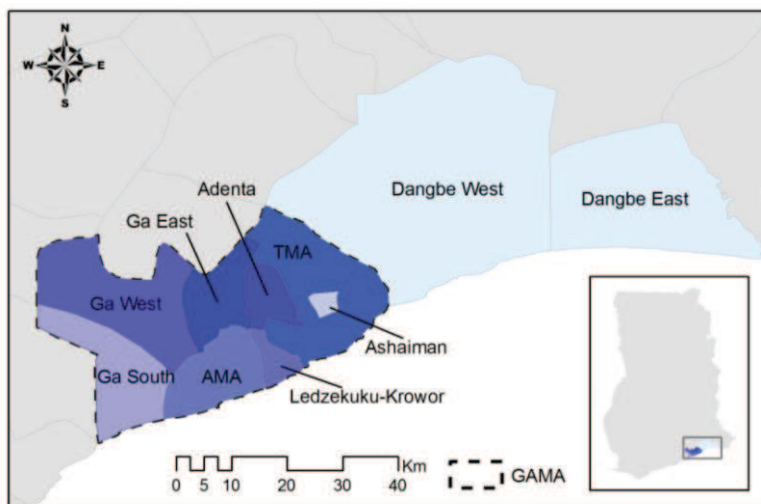 N
W E
S
Dangbe West
Dangbe East
Adenta
Ga East
TMA
Ga West
Ashaiman
Ga South
AMA
Ledzekuku-Krowor
Km
0 5 10 20 30 40
GAMA